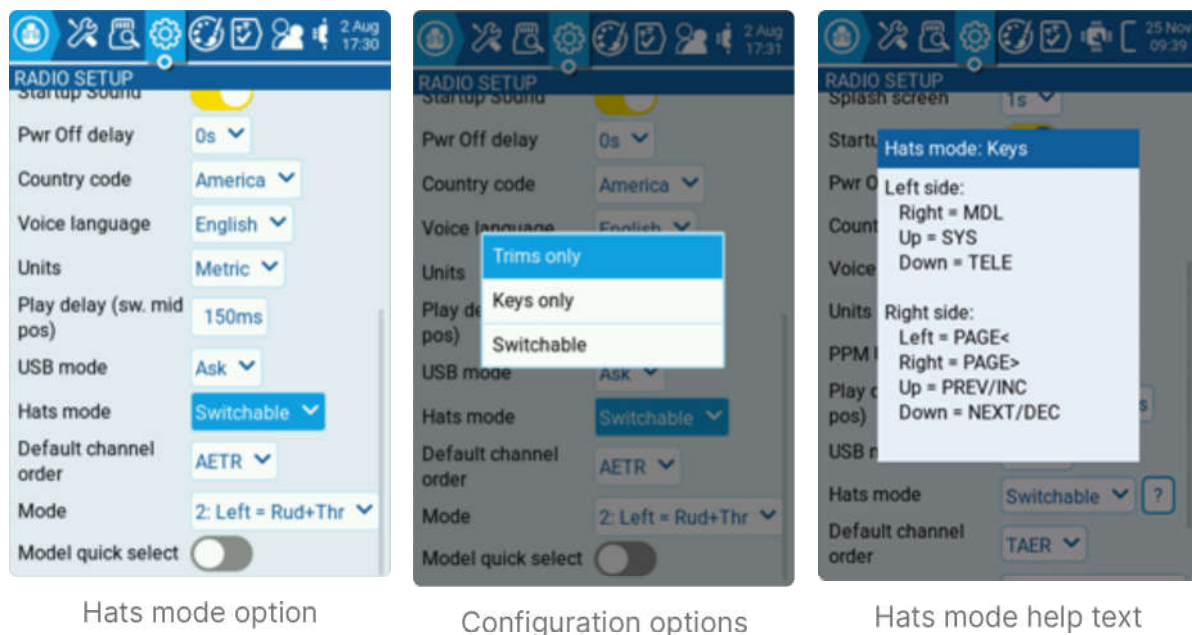 2 Aug
17:30
RADIO SETUP
Startup Sound
Pwr Off delay 0s
Country code America
Voice language English
Units Metric
Play delay (sw. mid
pos) 150ms
USB mode Ask
Hats mode Switchable
Default channel
order AETR
Mode 2: Left = Rud+Thr
Model quick select
Hats mode option
2 Aug
17:31
RADIO SETUP
Startup Sound
Pwr Off delay 0s
Country code America
Voice language English
Units
Trims only
Keys only
Switchable
Play de
pos)
USB mode Ask
Hats mode Switchable
Default channel
order AETR
Mode 2: Left = Rud+Thr
Model quick select
Configuration options
25 Nov
09:39
RADIO SETUP
Splash screen 1s
Startu
Pwr O
Count
Voice
Units
PPM
Play d
pos) s
USB
Hats mode: Keys
Left side:
Right = MDL
Up = SYS
Down = TELE
Right side:
Left = PAGE<
Right = PAGE>
Up = PREV/INC
Down = NEXT/DEC
Hats mode Switchable ?
Default channel
order TAER
Hats mode help text